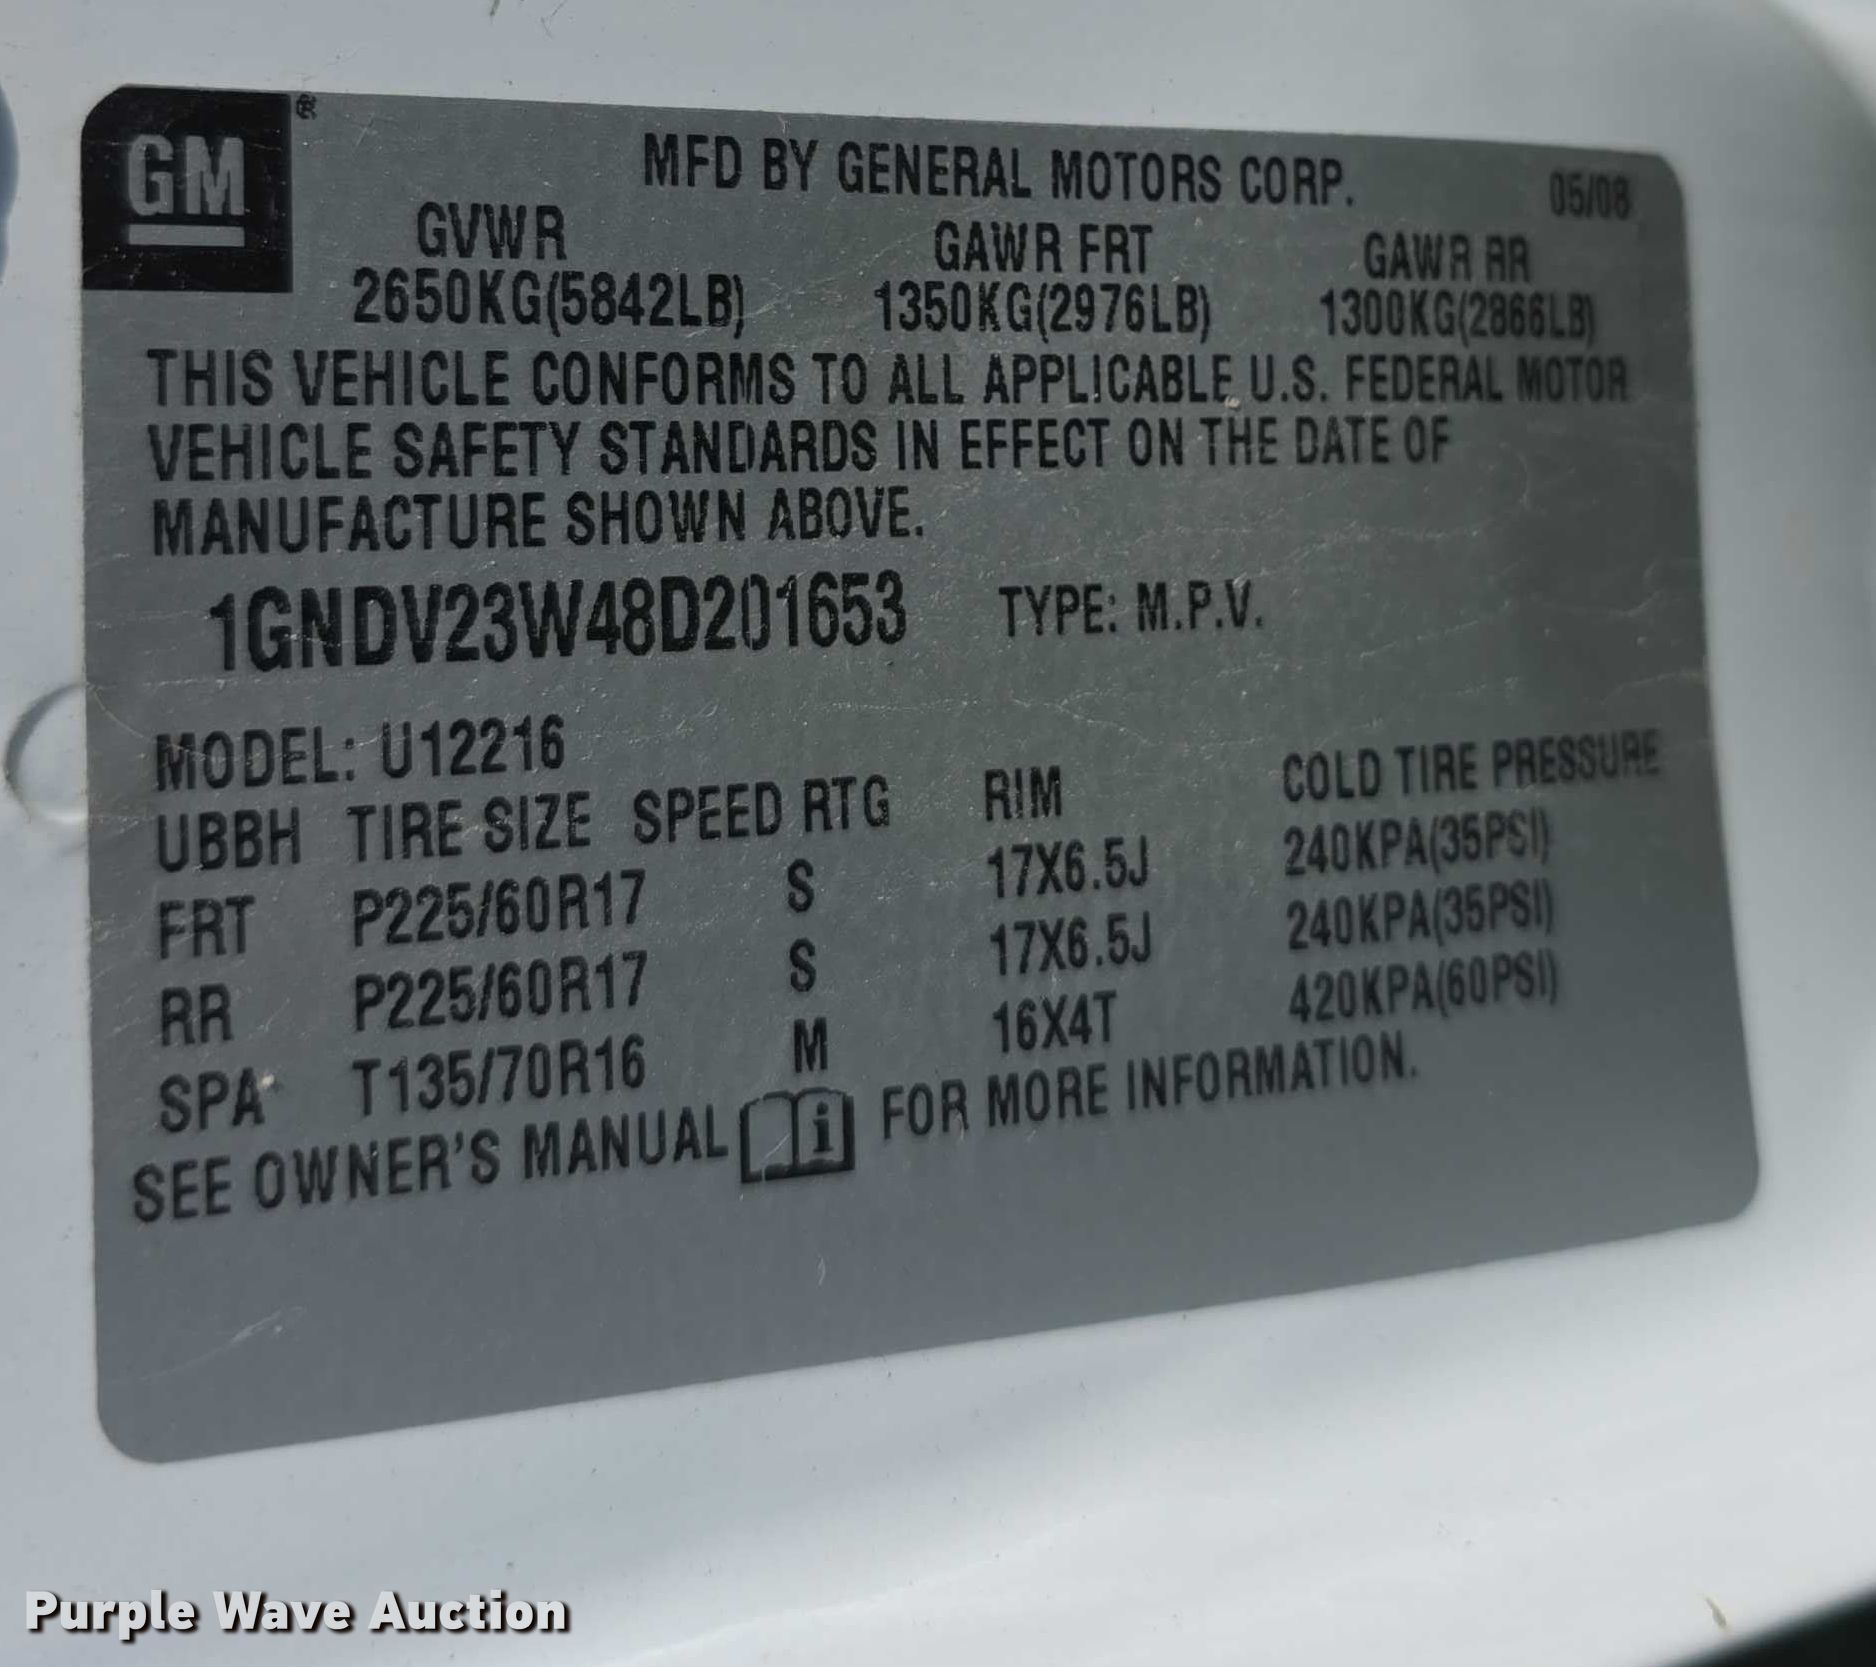 GM ®
MFD BY GENERAL MOTORS CORP. 05/08
GVWR GAWR FRT GAWR RR
2650KG(5842LB) 1350KG(2976LB) 1300KG(2866LB)
THIS VEHICLE CONFORMS TO ALL APPLICABLE U.S. FEDERAL MOTOR
VEHICLE SAFETY STANDARDS IN EFFECT ON THE DATE OF
MANUFACTURE SHOWN ABOVE.
1GNDV23W48D201653 TYPE: M.P.V.
MODEL: U12216
UBBH TIRE SIZE SPEED RTG RIM COLD TIRE PRESSURE
FRT P225/60R17 S 17X6.5J 240KPA(35PSI)
RR P225/60R17 S 17X6.5J 240KPA(35PSI)
SPA T135/70R16 M 16X4T 420KPA(60PSI)
SEE OWNER'S MANUAL i FOR MORE INFORMATION.
Purple Wave Auction